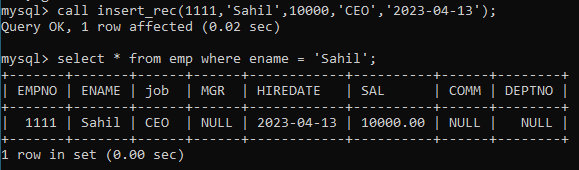 mysql> call insert_rec(1111,'Sahil',10000,'CEO','2023-04-13');
Query OK, 1 row affected (0.02 sec)
mysql> select * from emp where ename = 'Sahil';
+-------+-------+------+------+------------+----------+------+--------+
| EMPNO | ENAME | job  | MGR  | HIREDATE   | SAL      | COMM | DEPTNO |
+-------+-------+------+------+------------+----------+------+--------+
|  1111 | Sahil | CEO  | NULL | 2023-04-13 | 10000.00 | NULL |   NULL |
+-------+-------+------+------+------------+----------+------+--------+
1 row in set (0.00 sec)